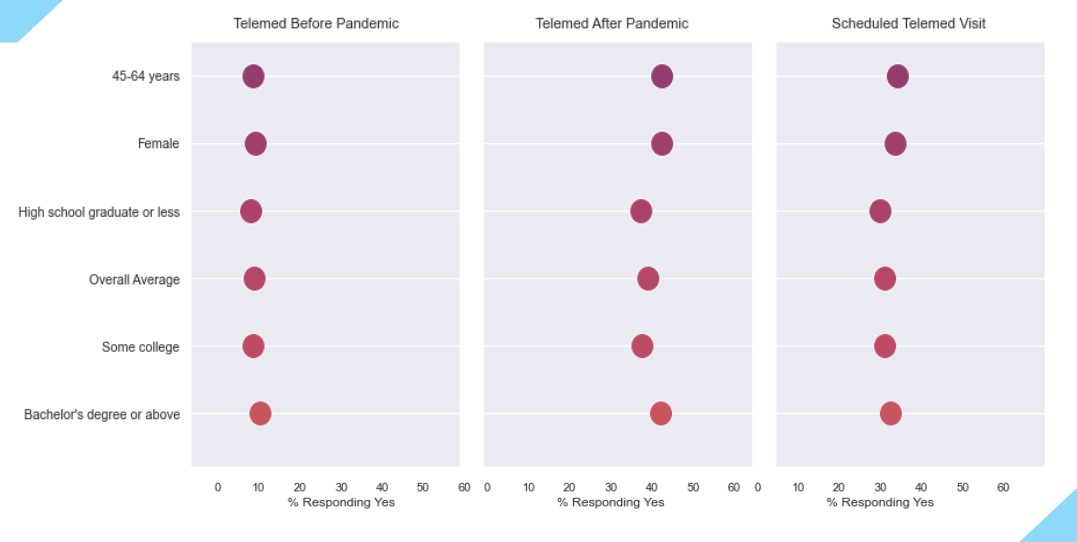 Telemed Before Pandemic Telemed After Pandemic Scheduled Telemed Visit
45-64 years
Female
High school graduate or less
Overall Average
Some college
Bachelor's degree or above
0 10 20 30 40 50 60 0 10 20 30 40 50 60 0 10 20 30 40 50 60
% Responding Yes % Responding Yes % Responding Yes